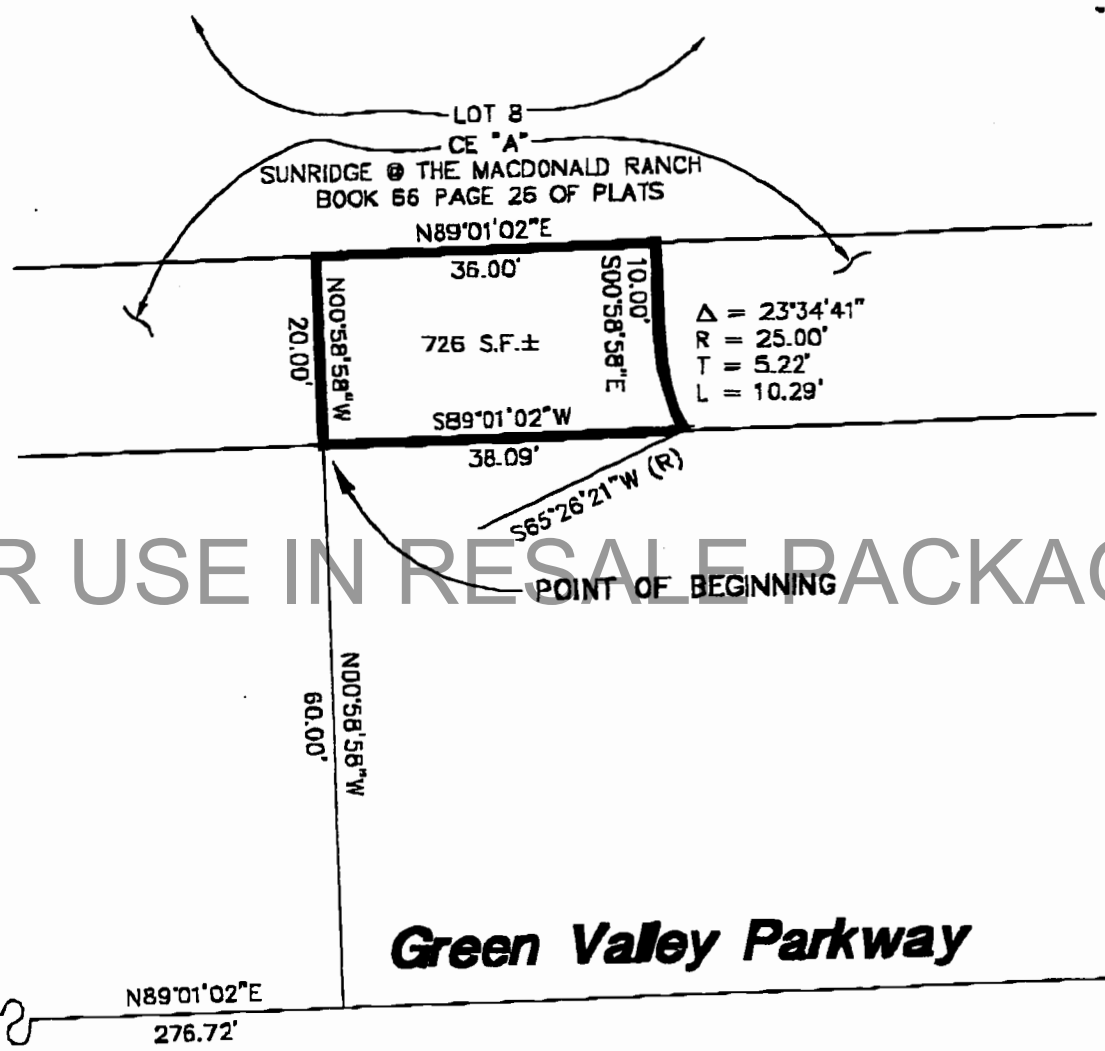 LOT 8
CE "A"
SUNRIDGE @ THE MACDONALD RANCH
BOOK 66 PAGE 26 OF PLATS
N89°01'02"E
36.00'
N00°58'58"W
20.00'
726 S.F.±
10.00'
S00°58'58"E
Δ = 23°34'41"
R = 25.00'
T = 5.22'
L = 10.29'
S89°01'02"W
38.09'
S65°26'21"W (R)
R USE IN RESALE PACKAG
POINT OF BEGINNING
N00°58'58"W
60.00'
Green Valley Parkway
N89°01'02"E
276.72'